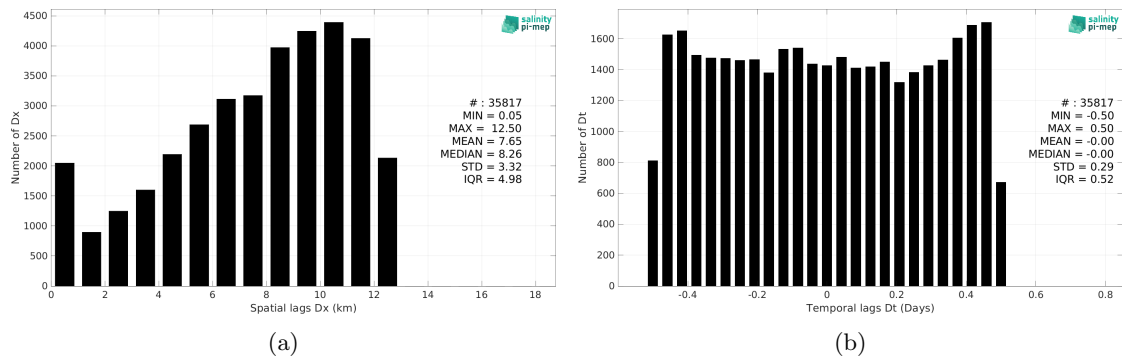 4500
4000
3500
3000
2500
2000
1500
1000
500
0
Number of Dx
salinity
pi-mep
# : 35817
MIN = 0.05
MAX = 12.50
MEAN = 7.65
MEDIAN = 8.26
STD = 3.32
IQR = 4.98
0 2 4 6 8 10 12 14 16 18
Spatial lags Dx (km)
(a)
1600
1400
1200
1000
800
600
400
200
0
Number of Dt
salinity
pi-mep
# : 35817
MIN = -0.50
MAX = 0.50
MEAN = -0.00
MEDIAN = -0.00
STD = 0.29
IQR = 0.52
-0.4 -0.2 0 0.2 0.4 0.6 0.8
Temporal lags Dt (Days)
(b)